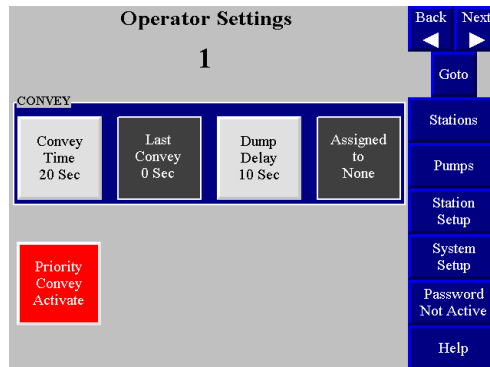 Operator Settings
1
Back
Next
Goto
CONVEY
Convey
Time
20 Sec
Last
Convey
0 Sec
Dump
Delay
10 Sec
Assigned
to
None
Priority
Convey
Activate
Stations
Pumps
Station
Setup
System
Setup
Password
Not Active
Help